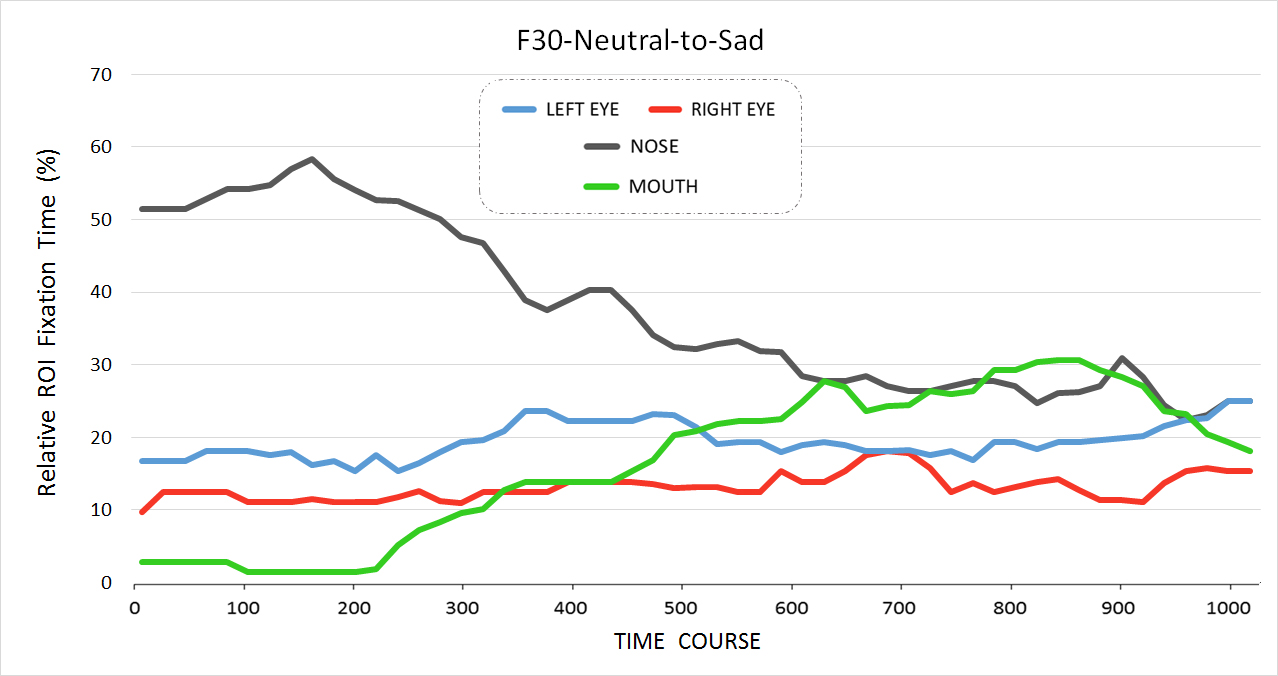 F30-Neutral-to-Sad
LEFT EYE RIGHT EYE
NOSE
MOUTH
Relative ROI Fixation Time (%)
70
60
50
40
30
20
10
0
0 100 200 300 400 500 600 700 800 900 1000
TIME COURSE